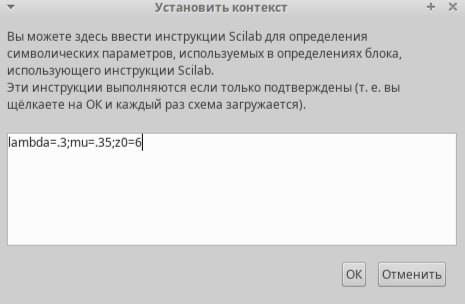 Установить контекст
Вы можете здесь ввести инструкции Scilab для определения
символических параметров, используемых в определениях блока,
использующего инструкции Scilab.
Эти инструкции выполняются если только подтверждены (т. е. вы
щёлкаете на ОК и каждый раз схема загружается).
lambda=.3;mu=.35;z0=6
ОК Отменить